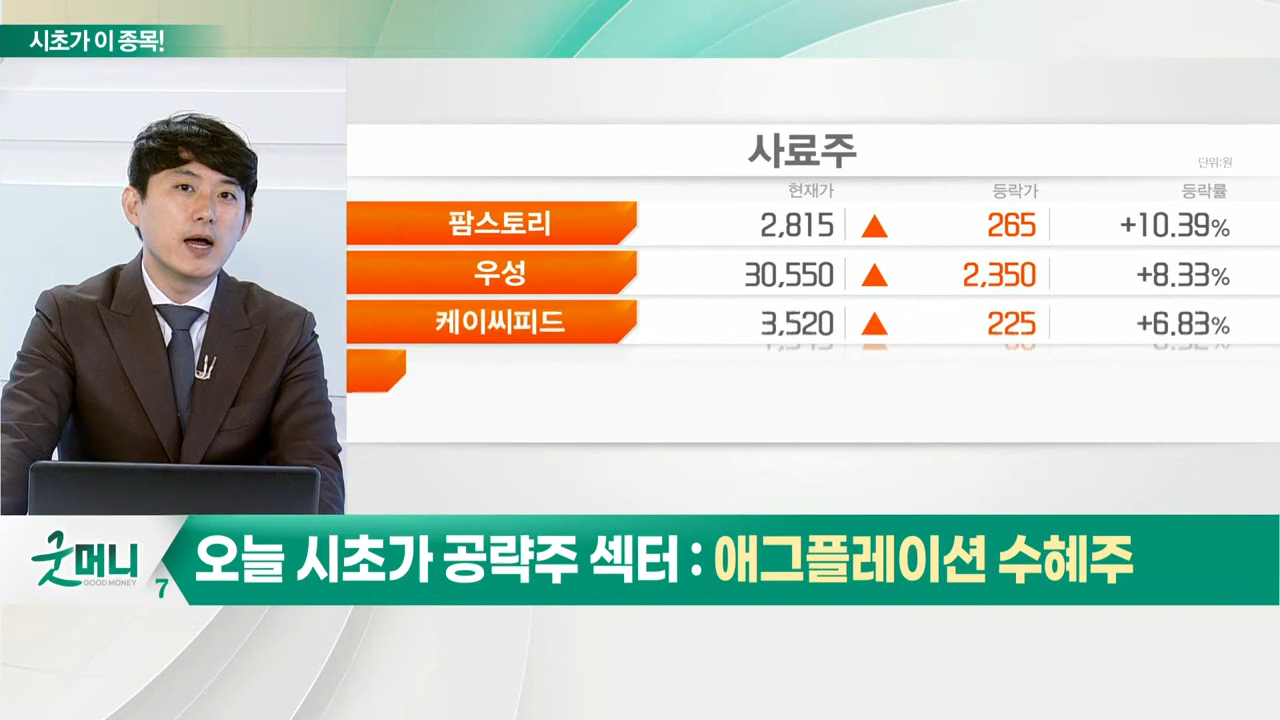 시초가 이 종목!
사료주
단위:원
현재가 등락가 등락률
팜스토리 2,815 ▲ 265 +10.39%
우성 30,550 ▲ 2,350 +8.33%
케이씨피드 3,520 ▲ 225 +6.83%
굿머니
GOOD MONEY
7
오늘 시초가 공략주 섹터 : 애그플레이션 수혜주